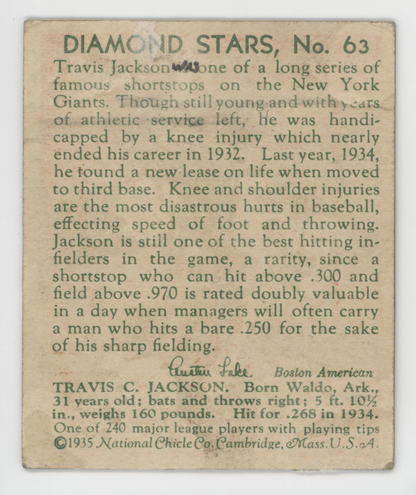 DIAMOND STARS, No. 63
Travis Jackson was one of a long series of
famous shortstops on the New York
Giants. Though still young and with years
of athletic service left, he was handi-
capped by a knee injury which nearly
ended his career in 1932. Last year, 1934,
he found a new lease on life when moved
to third base. Knee and shoulder injuries
are the most disastrous hurts in baseball,
effecting speed of foot and throwing.
Jackson is still one of the best hitting in-
fielders in the game, a rarity, since a
shortstop who can hit above .300 and
field above .970 is rated doubly valuable
in a day when managers will often carry
a man who hits a bare .250 for the sake
of his sharp fielding.
Austen Lake Boston American
TRAVIS C. JACKSON. Born Waldo, Ark.,
31 years old; bats and throws right; 5 ft. 10½
in., weighs 160 pounds. Hit for .268 in 1934.
One of 240 major league players with playing tips
©1935 National Chicle Co. Cambridge, Mass. U.S.A.